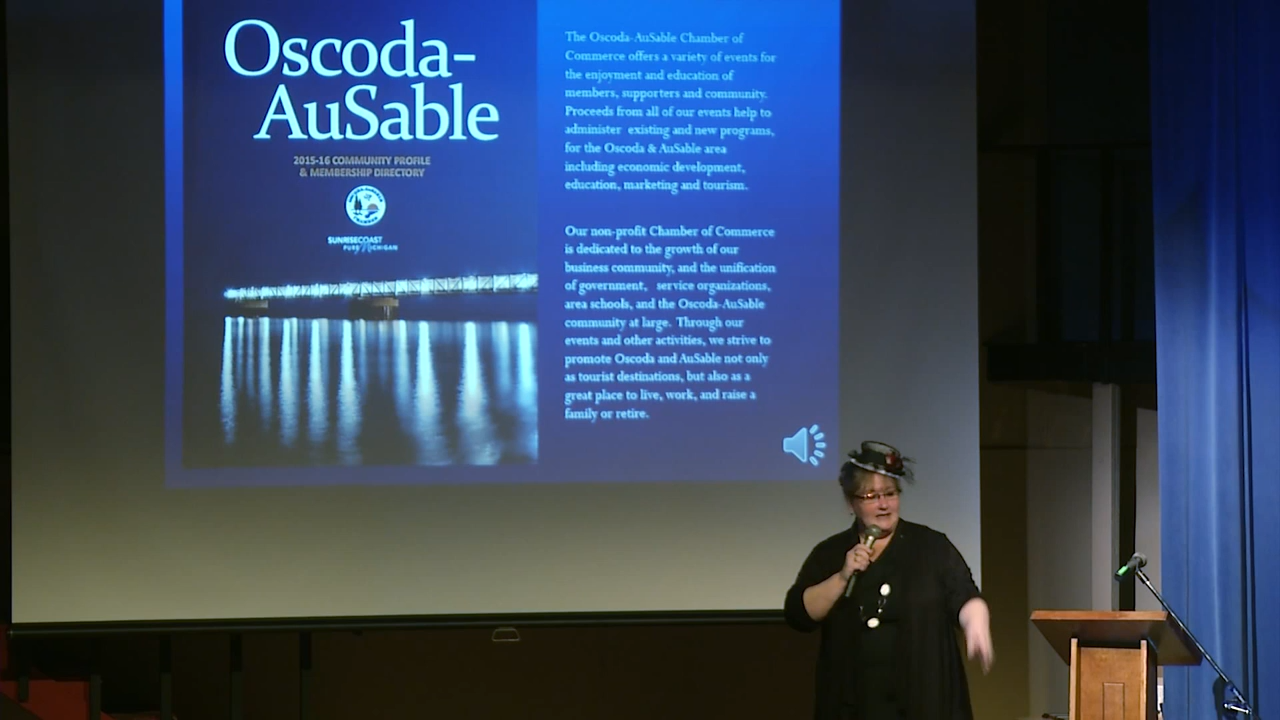 Oscoda-
AuSable
2015-16 COMMUNITY PROFILE
& MEMBERSHIP DIRECTORY
SUNRISECOAST
PURE MICHIGAN
The Oscoda-AuSable Chamber of
Commerce offers a variety of events for
the enjoyment and education of
members, supporters and community.
Proceeds from all of our events help to
administer existing and new programs,
for the Oscoda & AuSable area
including economic development,
education, marketing and tourism.
Our non-profit Chamber of Commerce
is dedicated to the growth of our
business community, and the unification
of government, service organizations,
area schools, and the Oscoda-AuSable
community at large. Through our
events and other activities, we strive to
promote Oscoda and AuSable not only
as tourist destinations, but also as a
great place to live, work, and raise a
family or retire.